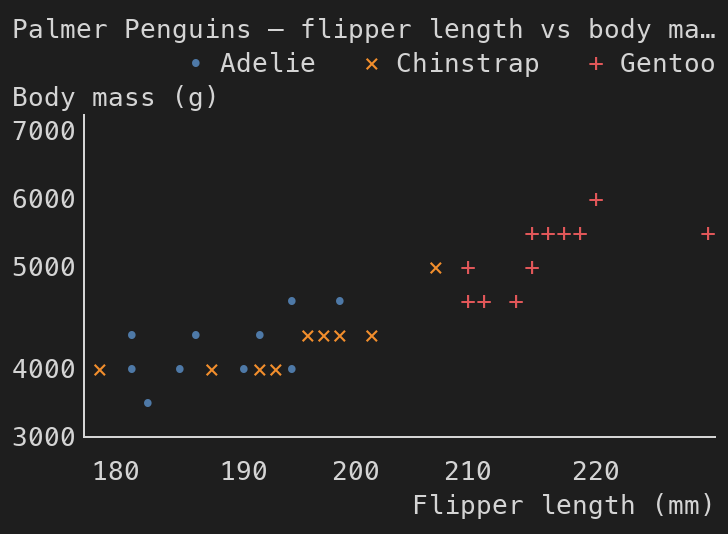 Palmer Penguins — flipper length vs body ma…
• Adelie × Chinstrap + Gentoo
Body mass (g)
7000
6000
5000
4000
3000
180 190 200 210 220
Flipper length (mm)